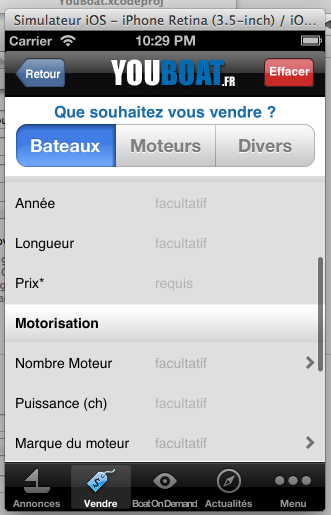 YouBoat.xcodeproj
Simulateur iOS - iPhone Retina (3.5-inch) / iO...
Carrier 10:29 PM
Retour YOUBOAT.FR Effacer
Que souhaitez vous vendre ?
Bateaux Moteurs Divers
Année facultatif
Longueur facultatif
Prix* requis
Motorisation
Nombre Moteur facultatif
Puissance (ch) facultatif
Marque du moteur facultatif
Annonces Vendre BoatOnDemand Actualités Menu